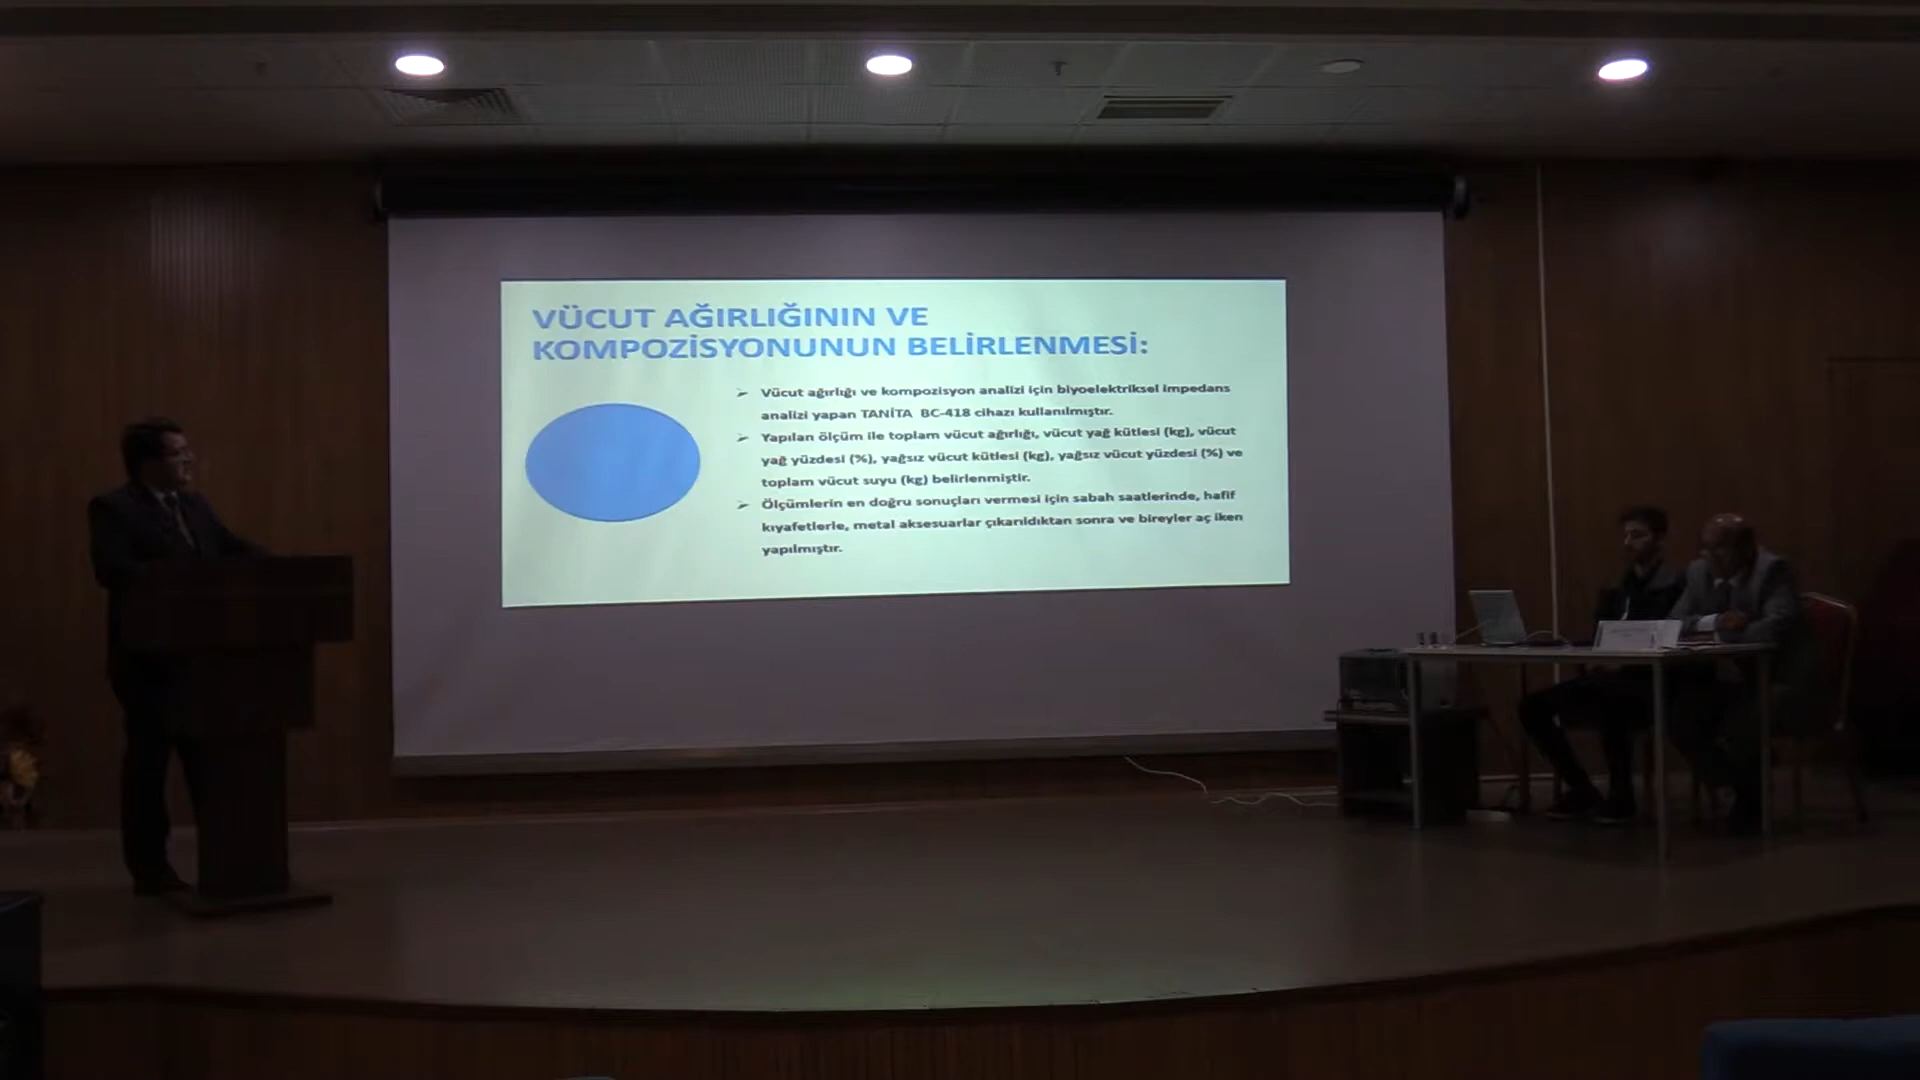 VÜCUT AĞIRLIĞININ VE
KOMPOZİSYONUNUN BELİRLENMESİ:
➢ Vücut ağırlığı ve kompozisyon analizi için biyoelektriksel impedans
analizi yapan TANİTA BC-418 cihazı kullanılmıştır.
➢ Yapılan ölçüm ile toplam vücut ağırlığı, vücut yağ kütlesi (kg), vücut
yağ yüzdesi (%), yağsız vücut kütlesi (kg), yağsız vücut yüzdesi (%) ve
toplam vücut suyu (kg) belirlenmiştir.
➢ Ölçümlerin en doğru sonuçları vermesi için sabah saatlerinde, hafif
kıyafetlerle, metal aksesuarlar çıkarıldıktan sonra ve bireyler aç iken
yapılmıştır.